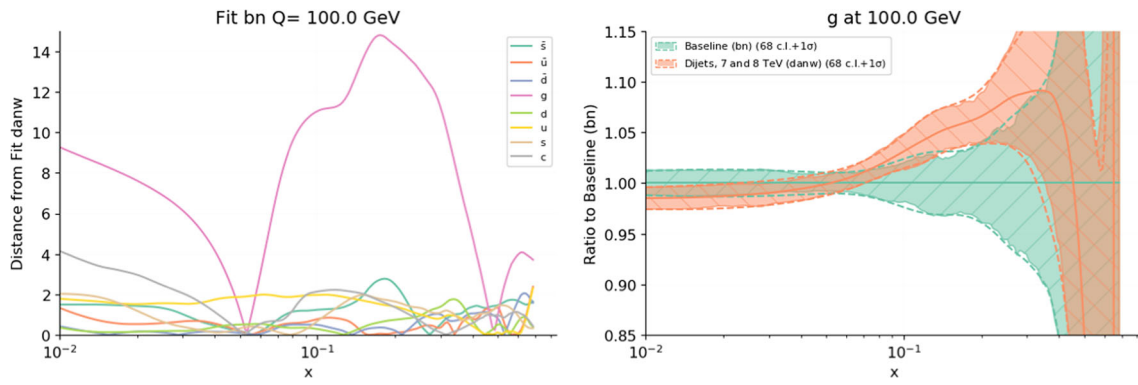 Fit bn Q= 100.0 GeV
14
12
10
8
6
4
2
0
Distance from Fit danw
s̄
ū
d̄
g
d
u
s
c
10⁻²
10⁻¹
x
g at 100.0 GeV
1.15
1.10
1.05
1.00
0.95
0.90
0.85
Ratio to Baseline (bn)
Baseline (bn) (68 c.l.+1σ)
Dijets, 7 and 8 TeV (danw) (68 c.l.+1σ)
10⁻²
10⁻¹
x